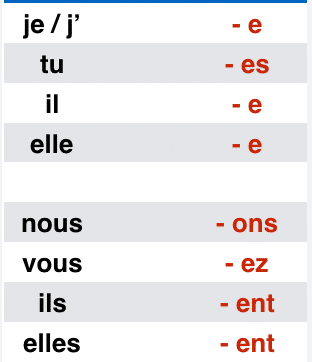 je / j’ - e
tu - es
il - e
elle - e
nous - ons
vous - ez
ils - ent
elles - ent